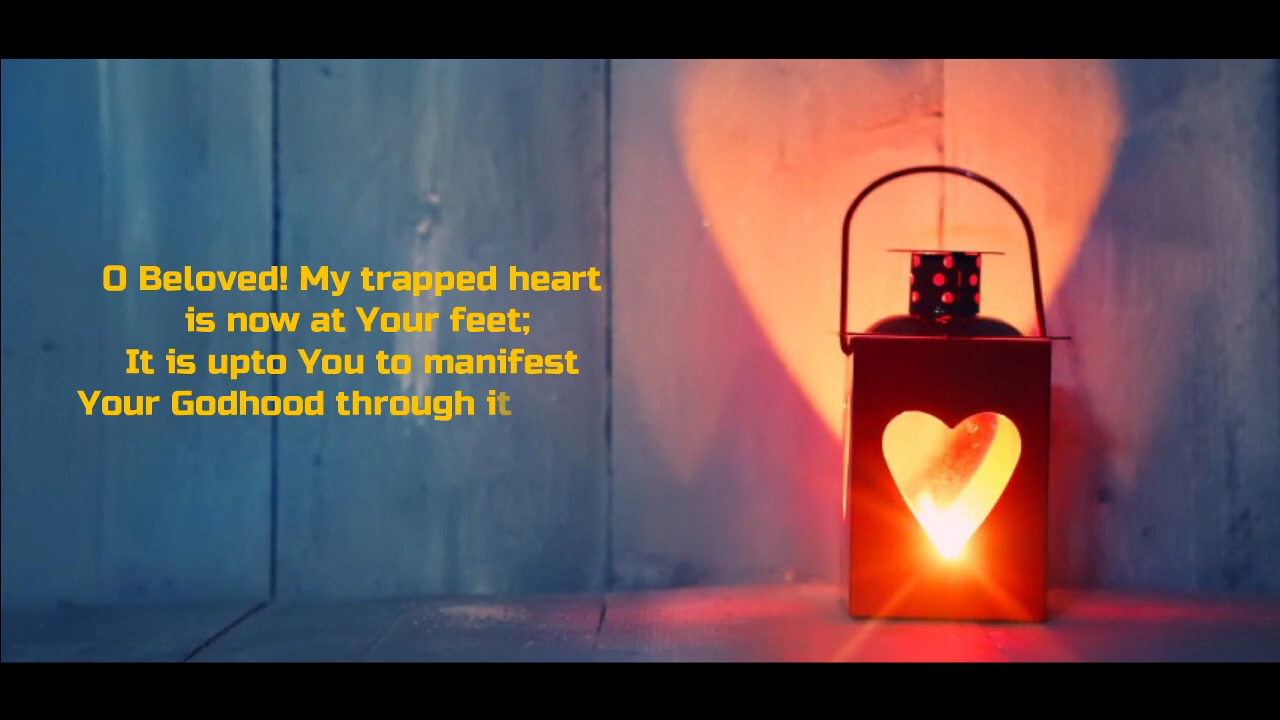 O Beloved! My trapped heart
is now at Your feet;
It is upto You to manifest
Your Godhood through it